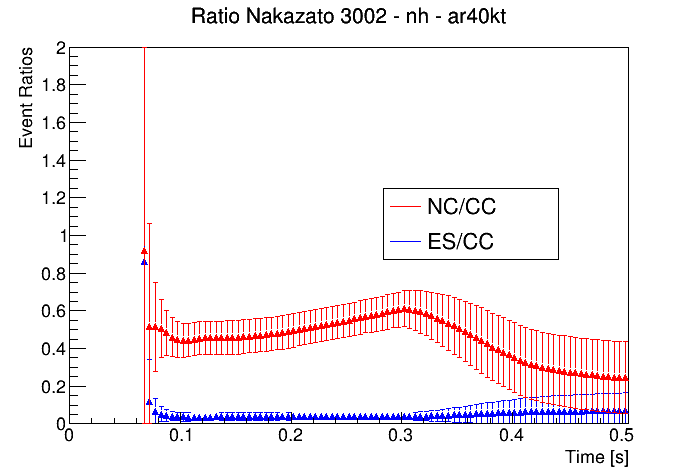 Ratio Nakazato 3002 - nh - ar40kt
Event Ratios
2
1.8
1.6
1.4
1.2
1
0.8
0.6
0.4
0.2
0
NC/CC
ES/CC
0 0.1 0.2 0.3 0.4 0.5
Time [s]